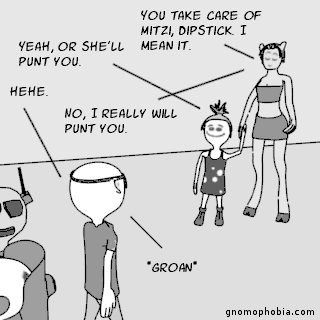 YOU TAKE CARE OF
MITZI, DIPSTICK. I
MEAN IT.
YEAH, OR SHE'LL
PUNT YOU.
HEHE.
NO, I REALLY WILL
PUNT YOU.
*GROAN*
gnomophobia.com